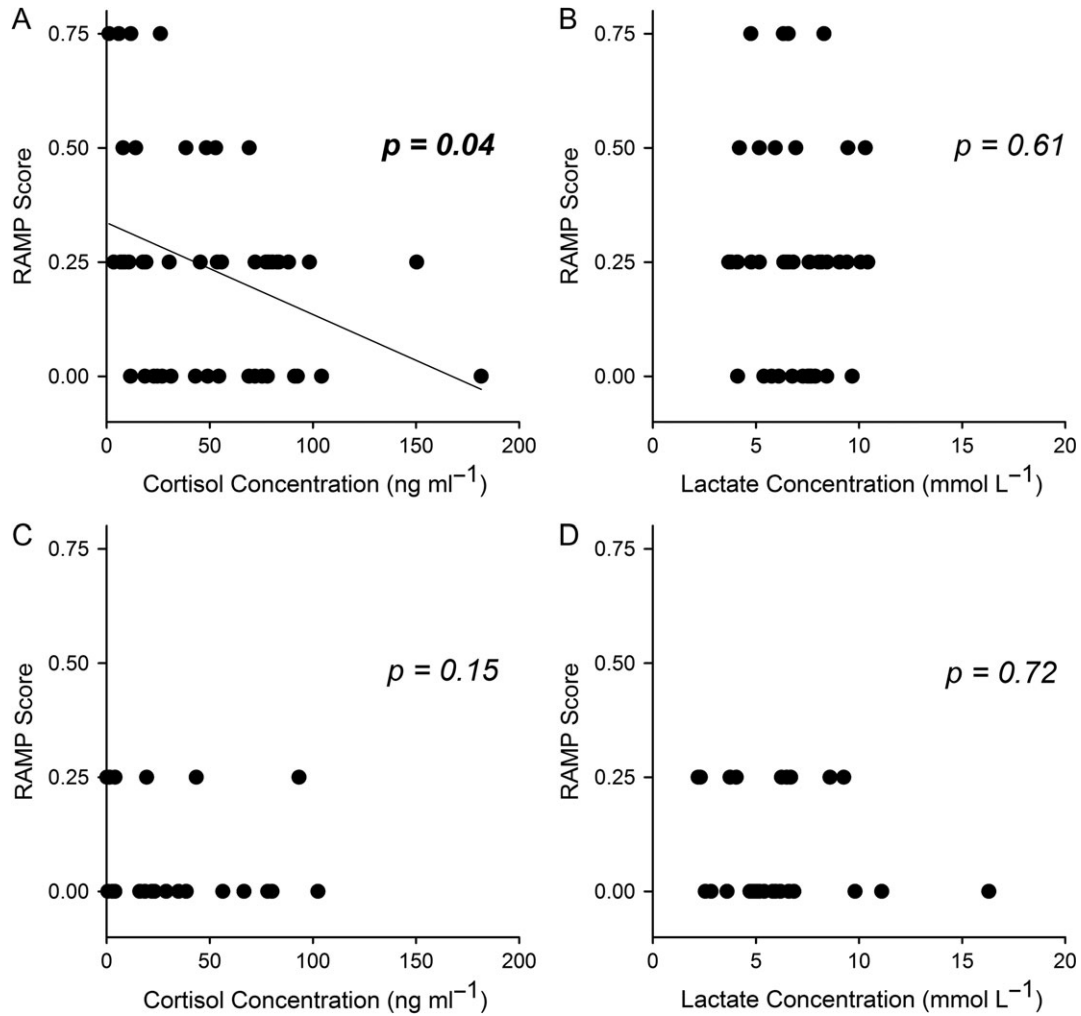 A
RAMP Score
0.75
0.50
0.25
0.00
p = 0.04
0 50 100 150 200
Cortisol Concentration (ng ml⁻¹)
B
RAMP Score
0.75
0.50
0.25
0.00
p = 0.61
0 5 10 15 20
Lactate Concentration (mmol L⁻¹)
C
RAMP Score
0.75
0.50
0.25
0.00
p = 0.15
0 50 100 150 200
Cortisol Concentration (ng ml⁻¹)
D
RAMP Score
0.75
0.50
0.25
0.00
p = 0.72
0 5 10 15 20
Lactate Concentration (mmol L⁻¹)